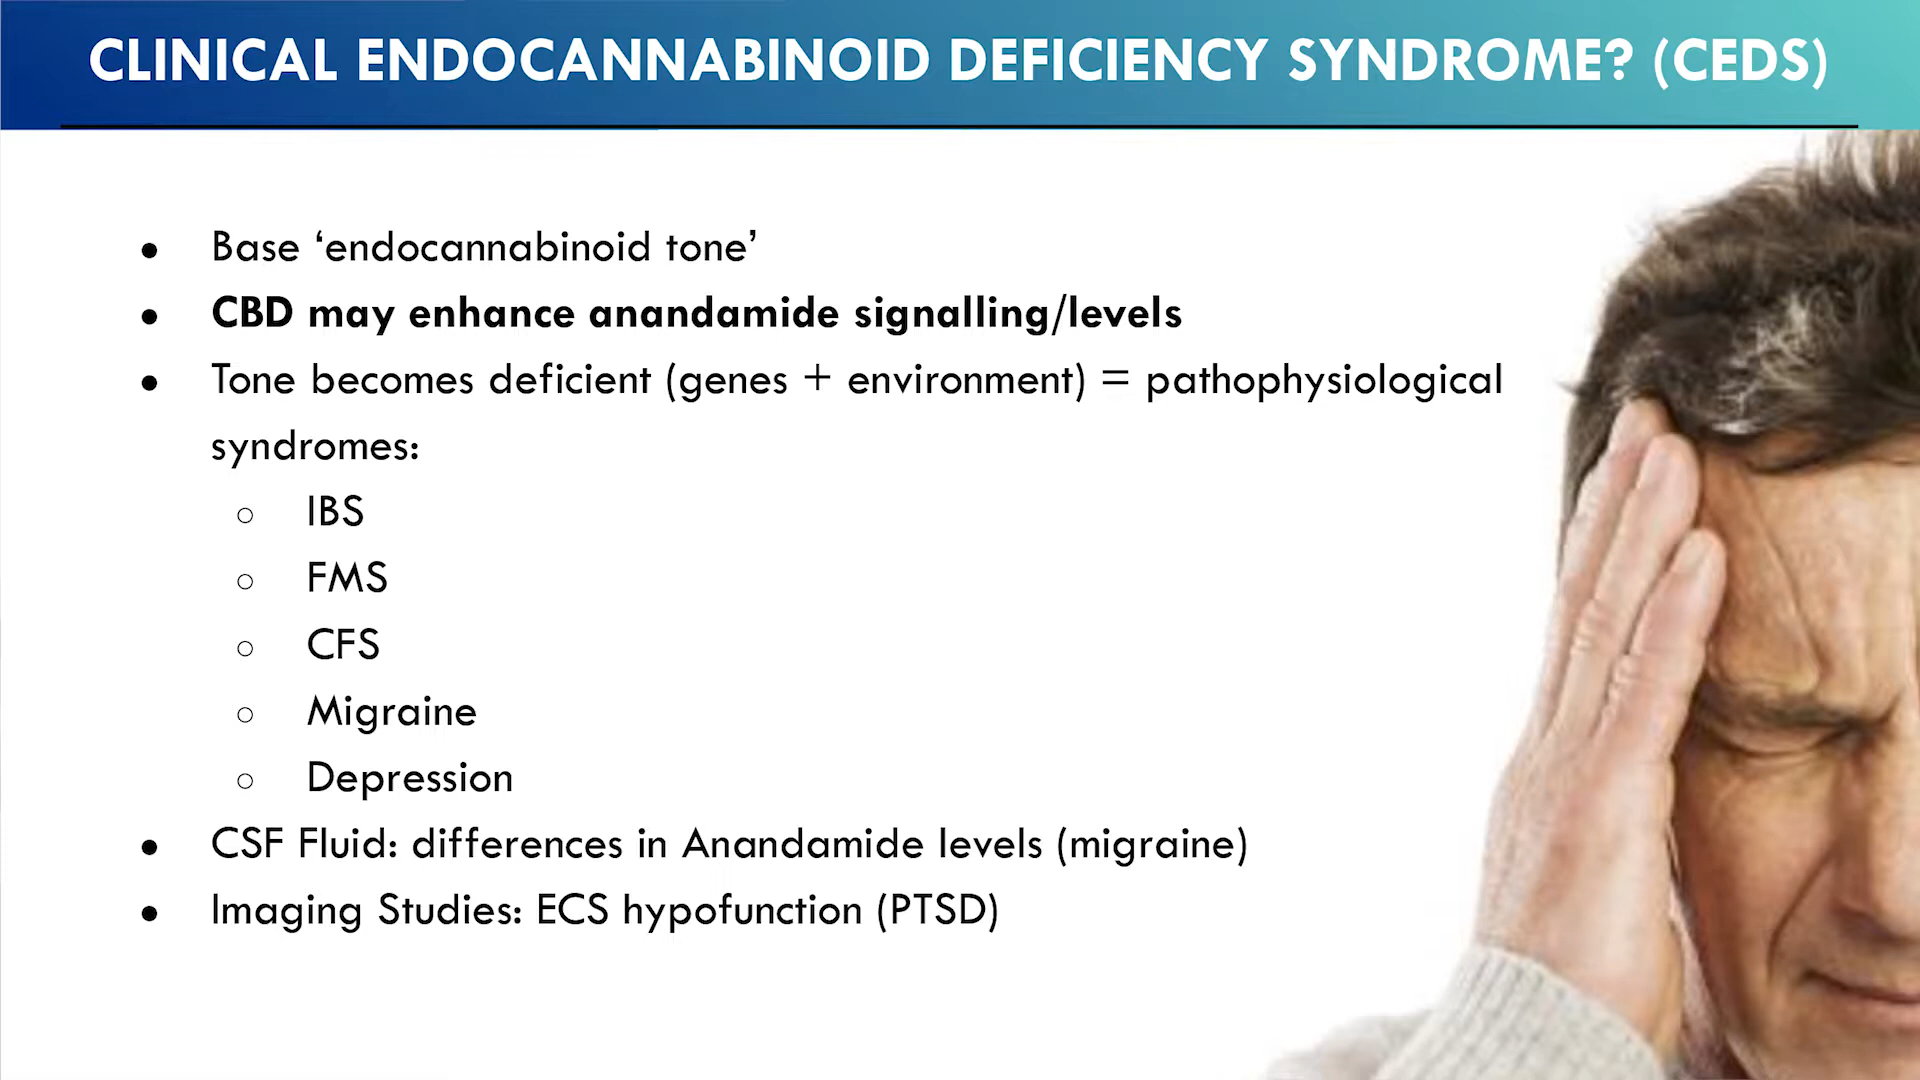 CLINICAL ENDOCANNABINOID DEFICIENCY SYNDROME? (CEDS)
• Base ‘endocannabinoid tone’
• CBD may enhance anandamide signalling/levels
• Tone becomes deficient (genes + environment) = pathophysiological
syndromes:
○ IBS
○ FMS
○ CFS
○ Migraine
○ Depression
• CSF Fluid: differences in Anandamide levels (migraine)
• Imaging Studies: ECS hypofunction (PTSD)